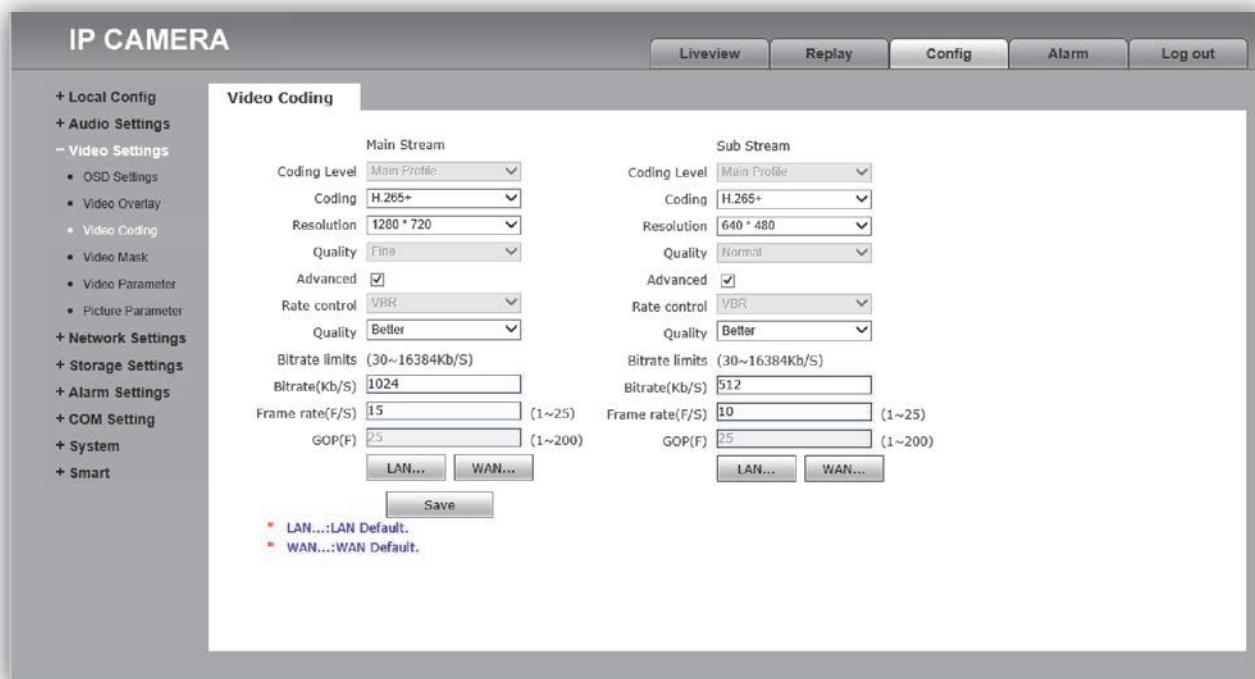 IP CAMERA
Liveview
Replay
Config
Alarm
Log out
+ Local Config
+ Audio Settings
− Video Settings
• OSD Settings
• Video Overlay
• Video Coding
• Video Mask
• Video Parameter
• Picture Parameter
+ Network Settings
+ Storage Settings
+ Alarm Settings
+ COM Setting
+ System
+ Smart
Video Coding
Main Stream
Coding Level Main Profile
Coding H.265+
Resolution 1280 * 720
Quality Fine
Advanced
Rate control VBR
Quality Better
Bitrate limits (30~16384Kb/S)
Bitrate(Kb/S) 1024
Frame rate(F/S) 15 (1~25)
GOP(F) 25 (1~200)
LAN... WAN...
Save
* LAN...:LAN Default.
* WAN...:WAN Default.
Sub Stream
Coding Level Main Profile
Coding H.265+
Resolution 640 * 480
Quality Normal
Advanced
Rate control VBR
Quality Better
Bitrate limits (30~16384Kb/S)
Bitrate(Kb/S) 512
Frame rate(F/S) 10 (1~25)
GOP(F) 25 (1~200)
LAN... WAN...